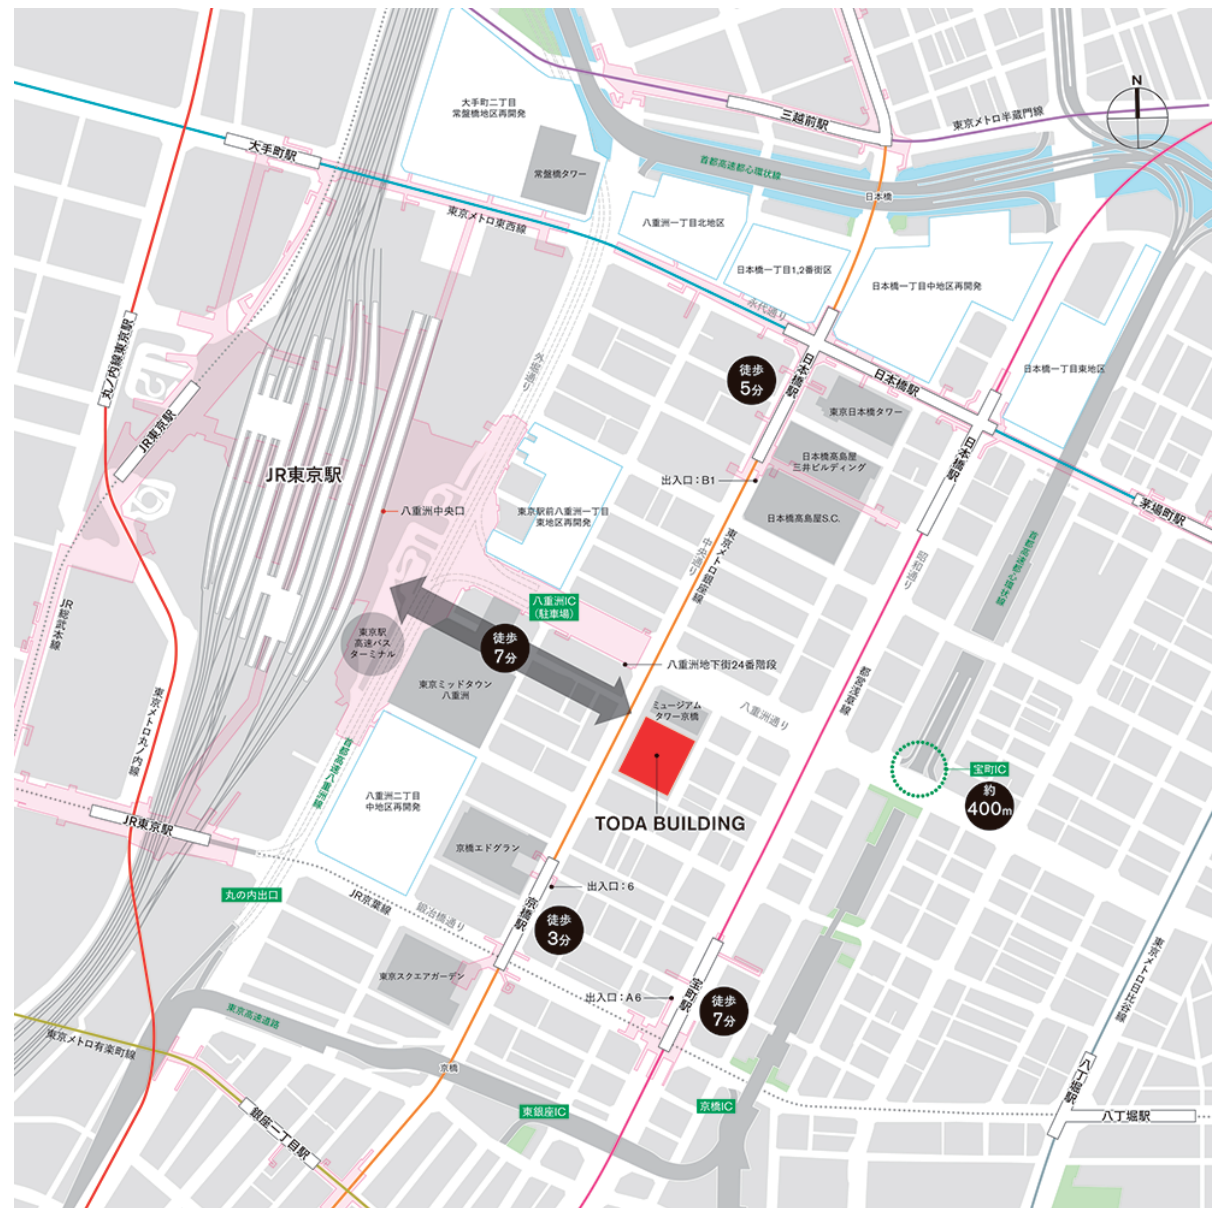 N
大手町二丁目
常盤橋地区再開発
三越前駅
東京メトロ半蔵門線
大手町駅
常盤橋タワー
首都高速都心環状線
日本橋
東京メトロ東西線
八重洲一丁目北地区
日本橋一丁目1,2番街区
日本橋一丁目中地区再開発
永代通り
外堀通り
丸ノ内線東京駅
JR東京駅
徒歩
5分
日本橋駅
日本橋駅
日本橋一丁目東地区
東京日本橋タワー
日本橋駅
JR東京駅
日本橋髙島屋
三井ビルディング
出入口：B1
日本橋髙島屋S.C.
茅場町駅
八重洲中央口
東京駅前八重洲一丁目
東地区再開発
中央通り
東京メトロ銀座線
昭和通り
首都高速都心環状線
JR総武本線
八重洲IC
（駐車場）
東京駅
高速バス
ターミナル
徒歩
7分
八重洲地下街24番階段
東京ミッドタウン
八重洲
ミュージアム
タワー京橋
八重洲通り
都営浅草線
東京メトロ丸ノ内線
首都高速八重洲線
宝町IC
約
400m
八重洲二丁目
中地区再開発
TODA BUILDING
JR東京駅
京橋エドグラン
出入口：6
丸の内出口
JR京葉線
鍛冶橋通り
京橋駅
徒歩
3分
東京スクエアガーデン
出入口：A6
宝町駅
徒歩
7分
東京メトロ日比谷線
東京高速道路
東京メトロ有楽町線
京橋
銀座一丁目駅
東銀座IC
京橋IC
八丁堀駅
八丁堀駅